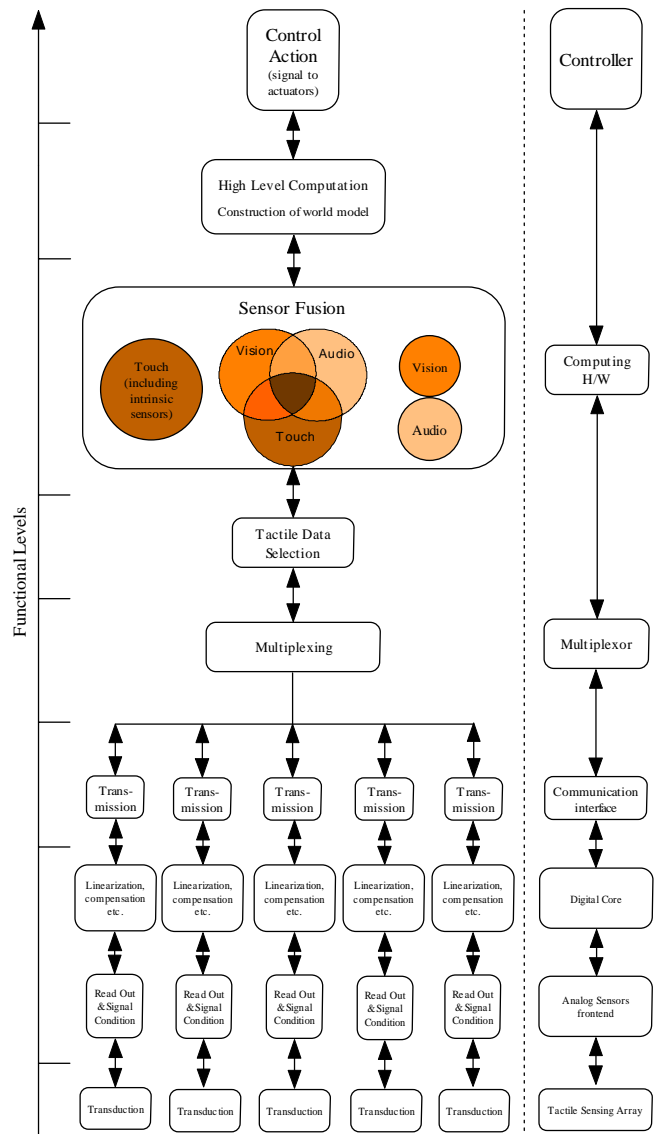 Control
Action
(signal to
actuators)
Controller
High Level Computation
Construction of world model
Sensor Fusion
Touch
(including
intrinsic
sensors)
Vision
Audio
Touch
Vision
Audio
Computing
H/W
Functional Levels
Tactile Data
Selection
Multiplexing
Multiplexor
Trans-
mission
Trans-
mission
Trans-
mission
Trans-
mission
Trans-
mission
Communication
interface
Linearization,
compensation
etc.
Linearization,
compensation
etc.
Linearization,
compensation
etc.
Linearization,
compensation
etc.
Linearization,
compensation
etc.
Digital Core
Read Out
&Signal
Condition
Read Out
&Signal
Condition
Read Out
&Signal
Condition
Read Out
&Signal
Condition
Read Out
&Signal
Condition
Analog Sensors
frontend
Transduction
Transduction
Transduction
Transduction
Transduction
Tactile Sensing Array